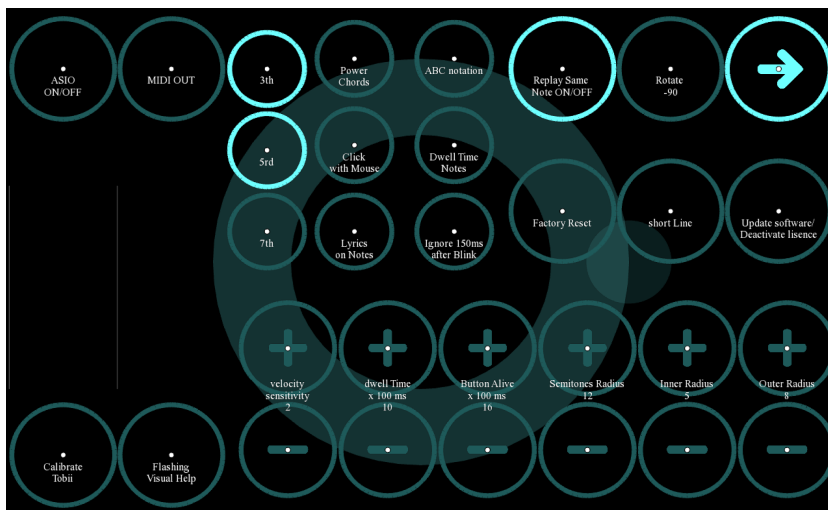 ASIO
ON/OFF
MIDI OUT
3th
Power
Chords
ABC notation
Replay Same
Note ON/OFF
Rotate
-90
5rd
Click
with Mouse
Dwell Time
Notes
7th
Lyrics
on Notes
Ignore 150ms
after Blink
Factory Reset
short Line
Update software/
Deactivate lisence
velocity
sensitivity
2
dwell Time
x 100 ms
10
Button Alive
x 100 ms
16
Semitones Radius
12
Inner Radius
5
Outer Radius
8
Calibrate
Tobii
Flashing
Visual Help